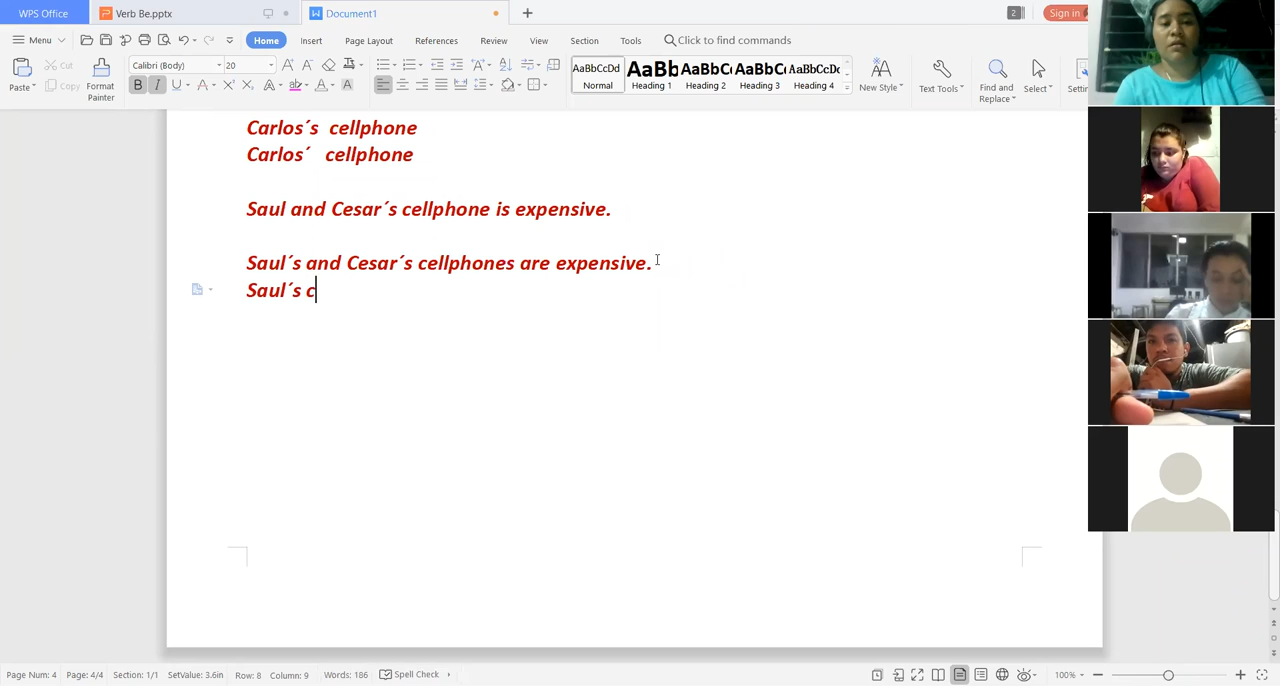 WPS Office Verb Be.pptx Document1 2 Sign in
Menu Home Insert Page Layout References Review View Section Tools Click to find commands
Paste Cut Copy Format Painter Calibri (Body) 20 AaBbCcDd Normal AaBb Heading 1 AaBbCc Heading 2 AaBbCc Heading 3 AaBbCcDc Heading 4 New Style Text Tools Find and Replace Select
Carlos´s cellphone
Carlos´ cellphone
Saul and Cesar´s cellphone is expensive.
Saul´s and Cesar´s cellphones are expensive.
Saul´s c
Page Num: 4 Page: 4/4 Section: 1/1 SetValue: 3.6in Row: 8 Column: 9 Words: 186 Spell Check 100%